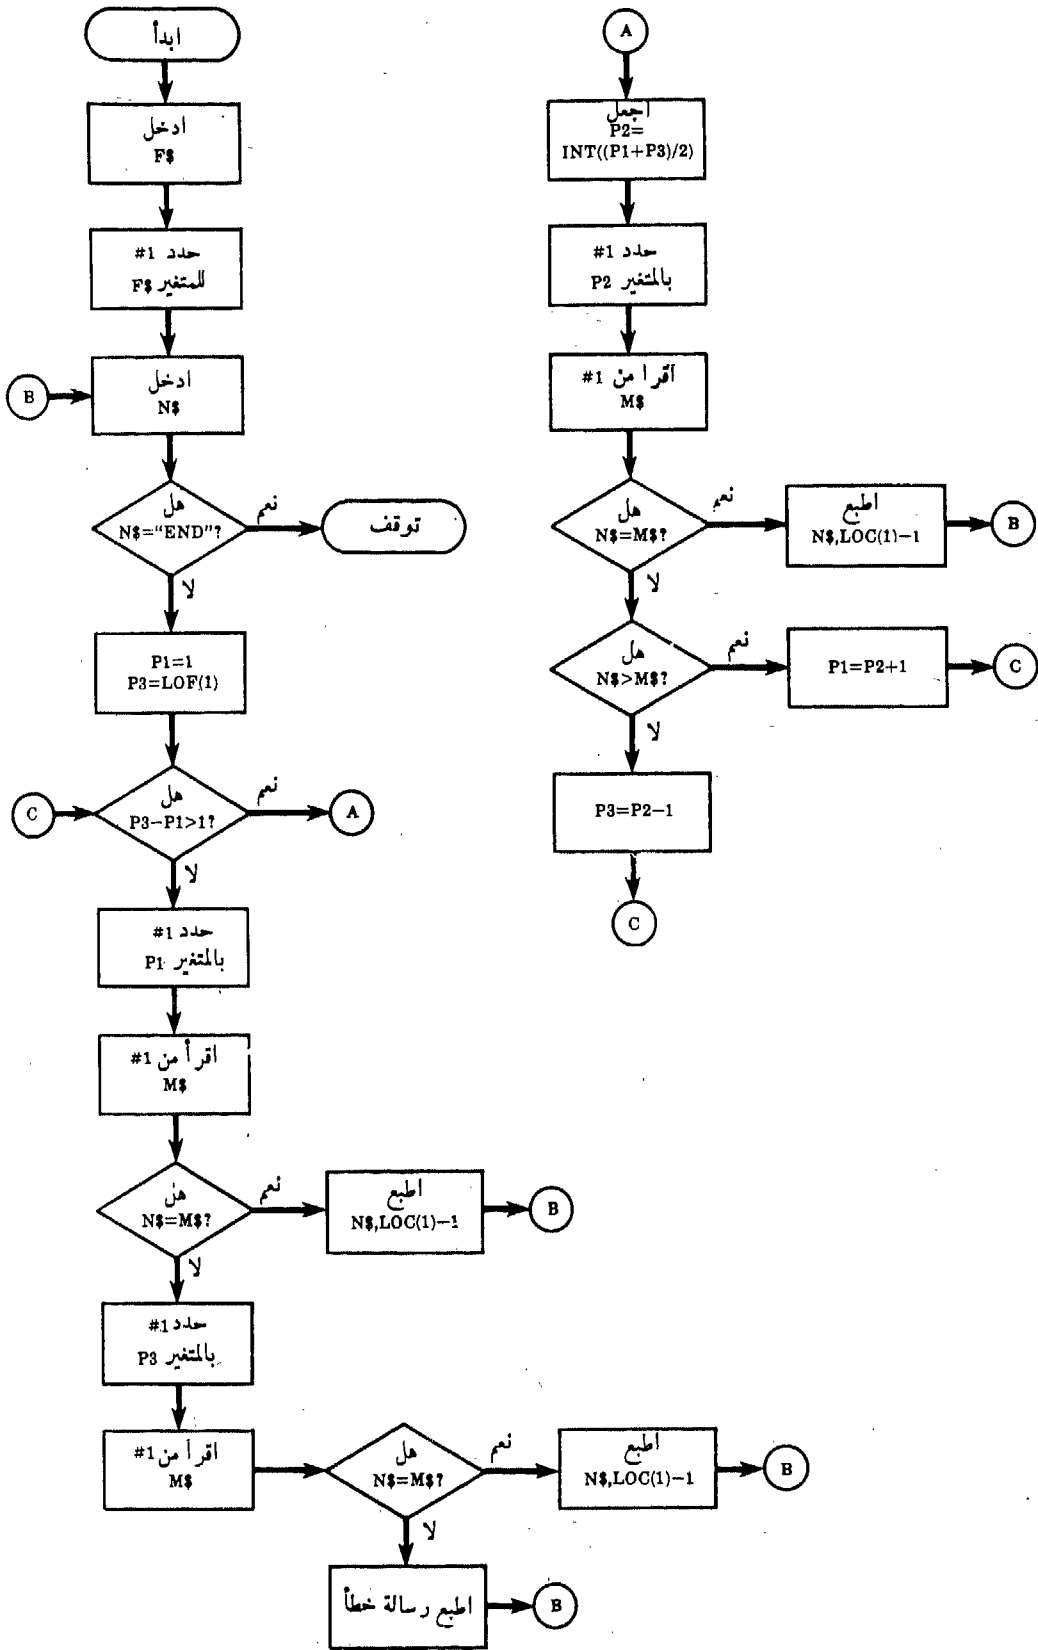 ابدأ
ادخل
F$
حدد 1#
للمتغير F$
B
ادخل
N$
هل
N$="END"?
نعم
توقف
لا
P1=1
P3=LOF(1)
C
هل
P3-P1>1?
نعم
A
لا
حدد 1#
بالمتغير P1
اقرأ من 1#
M$
هل
N$=M$?
نعم
اطبع
N$,LOC(1)-1
B
لا
حدد 1#
بالمتغير P3
اقرأ من 1#
M$
هل
N$=M$?
نعم
اطبع
N$,LOC(1)-1
B
لا
اطبع رسالة خطأ
B
A
اجعل
P2=
INT((P1+P3)/2)
حدد 1#
بالمتغير P2
اقرأ من 1#
M$
هل
N$=M$?
نعم
اطبع
N$,LOC(1)-1
B
لا
هل
N$>M$?
نعم
P1=P2+1
C
لا
P3=P2-1
C